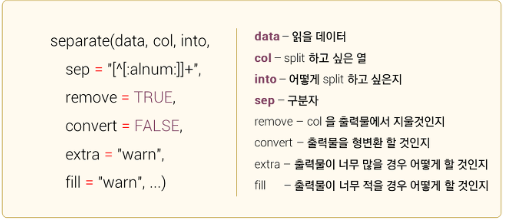 separate(data, col, into,
sep = "[^[:alnum:]]+",
remove = TRUE,
convert = FALSE,
extra = "warn",
fill = "warn", ...)
data – 읽을 데이터
col – split 하고 싶은 열
into – 어떻게 split 하고 싶은지
sep – 구분자
remove – col 을 출력물에서 지울것인지
convert – 출력물을 형변환 할 것인지
extra – 출력물이 너무 많을 경우 어떻게 할 것인지
fill – 출력물이 너무 적을 경우 어떻게 할 것인지